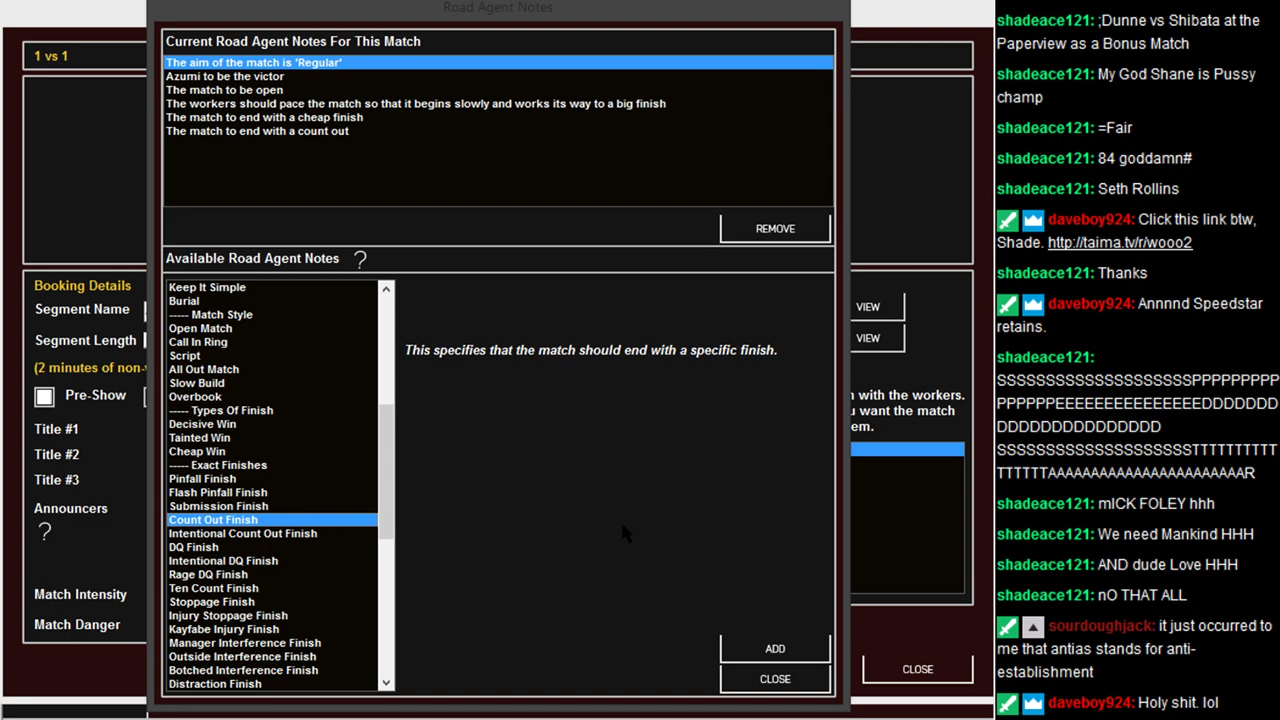 Road Agent Notes
Current Road Agent Notes For This Match
The aim of the match is 'Regular'
Azumi to be the victor
The match to be open
The workers should pace the match so that it begins slowly and works its way to a big finish
The match to end with a cheap finish
The match to end with a count out
REMOVE
Available Road Agent Notes ?
Keep It Simple
Burial
----- Match Style
Open Match
Call In Ring
Script
All Out Match
Slow Build
Overbook
----- Types Of Finish
Decisive Win
Tainted Win
Cheap Win
----- Exact Finishes
Pinfall Finish
Flash Pinfall Finish
Submission Finish
Count Out Finish
Intentional Count Out Finish
DQ Finish
Intentional DQ Finish
Rage DQ Finish
Ten Count Finish
Stoppage Finish
Injury Stoppage Finish
Kayfabe Injury Finish
Manager Interference Finish
Outside Interference Finish
Botched Interference Finish
Distraction Finish
This specifies that the match should end with a specific finish.
ADD
CLOSE
1 vs 1
Booking Details
Segment Name
Segment Length
(2 minutes of non-
Pre-Show
Title #1
Title #2
Title #3
Announcers
?
Match Intensity
Match Danger
VIEW
VIEW
with the workers.
want the match
em.
CLOSE
shadeace121: ;Dunne vs Shibata at the
Paperview as a Bonus Match
shadeace121: My God Shane is Pussy
champ
shadeace121: =Fair
shadeace121: 84 goddamn#
shadeace121: Seth Rollins
daveboy924: Click this link btw,
Shade. http://taima.tv/r/wooo2
shadeace121: Thanks
daveboy924: Annnnd Speedstar
retains.
shadeace121:
shadeace121: mICK FOLEY hhh
shadeace121: We need Mankind HHH
shadeace121: AND dude Love HHH
shadeace121: nO THAT ALL
sourdoughjack: it just occurred to
me that antias stands for anti-
establishment
daveboy924: Holy shit. lol